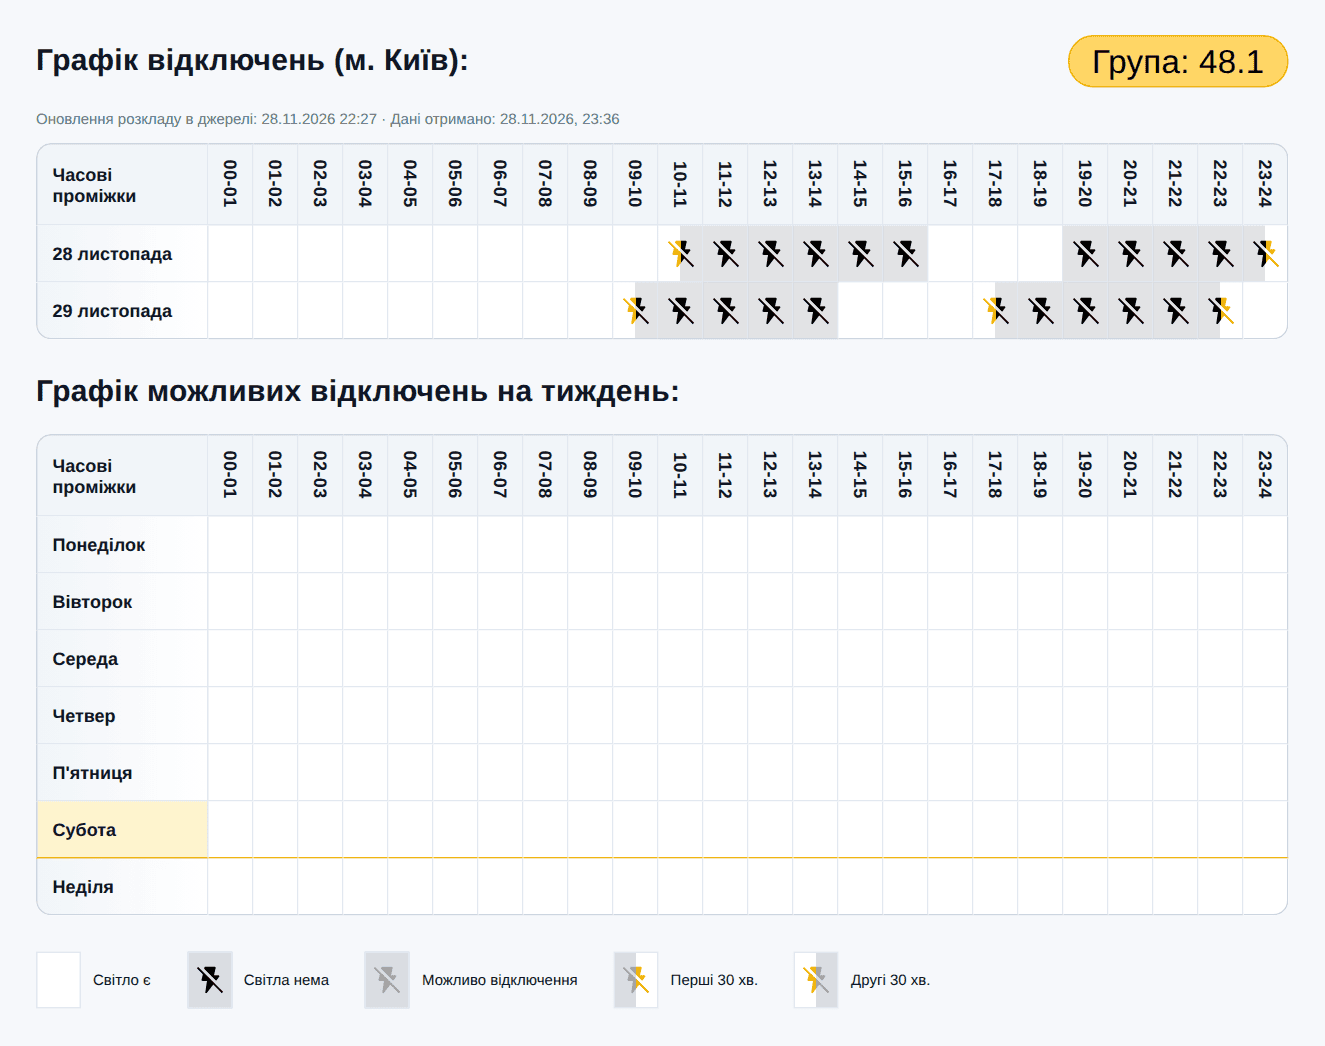 Графік відключень (м. Київ):
Група: 48.1
Оновлення розкладу в джерелі: 28.11.2026 22:27 · Дані отримано: 28.11.2026, 23:36
Часові проміжки 00-01 01-02 02-03 03-04 04-05 05-06 06-07 07-08 08-09 09-10 10-11 11-12 12-13 13-14 14-15 15-16 16-17 17-18 18-19 19-20 20-21 21-22 22-23 23-24
28 листопада
29 листопада
Графік можливих відключень на тиждень:
Часові проміжки 00-01 01-02 02-03 03-04 04-05 05-06 06-07 07-08 08-09 09-10 10-11 11-12 12-13 13-14 14-15 15-16 16-17 17-18 18-19 19-20 20-21 21-22 22-23 23-24
Понеділок
Вівторок
Середа
Четвер
П'ятниця
Субота
Неділя
Світло є Світла нема Можливо відключення Перші 30 хв. Другі 30 хв.